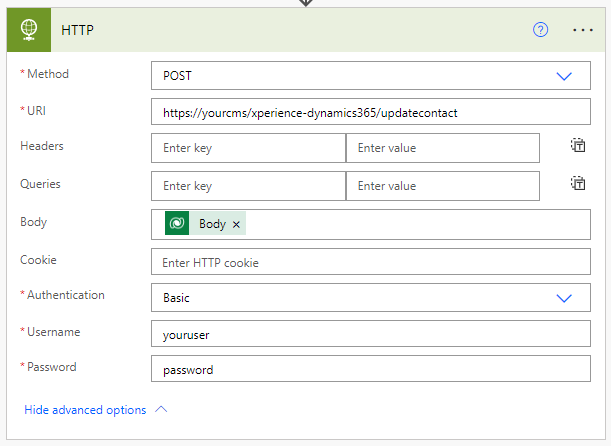 HTTP
* Method POST
* URI https://yourcms/xperience-dynamics365/updatecontact
Headers Enter key Enter value
Queries Enter key Enter value
Body Body ×
Cookie Enter HTTP cookie
* Authentication Basic
* Username youruser
* Password password
Hide advanced options